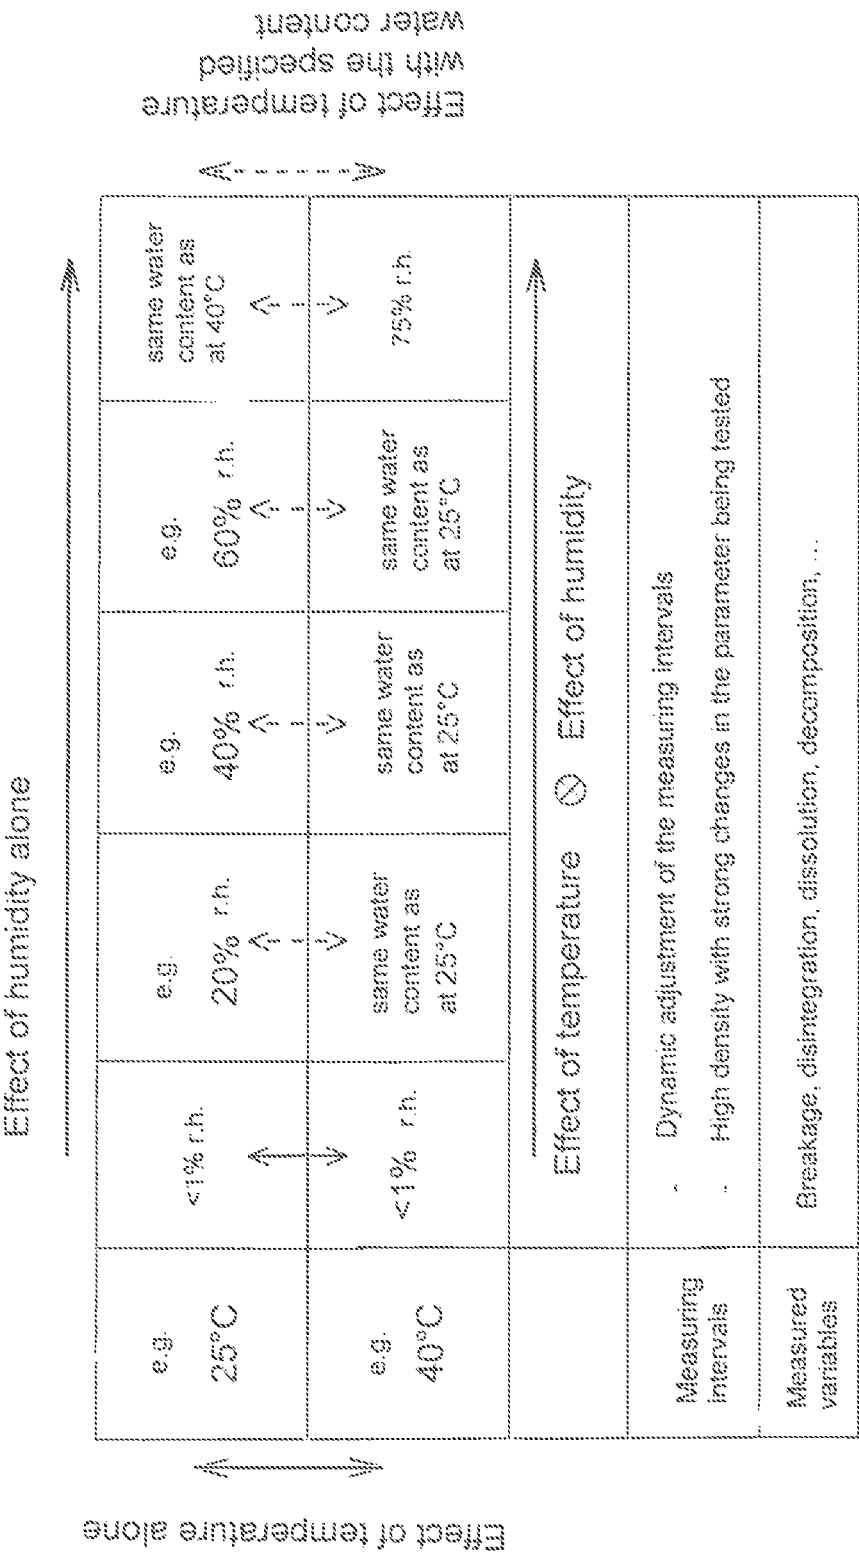 Effect of humidity alone
Effect of temperature alone
Effect of temperature
with the specified
water content
e.g.
25°C
<1% r.h.
e.g.
20% r.h.
e.g.
40% r.h.
e.g.
60% r.h.
same water
content as
at 40°C
e.g.
40°C
<1% r.h.
same water
content as
at 25°C
same water
content as
at 25°C
same water
content as
at 25°C
75% r.h.
Effect of temperature Effect of humidity
Measuring
intervals
- Dynamic adjustment of the measuring intervals
- High density with strong changes in the parameter being tested
Measured
variables
Breakage, disintegration, dissolution, decomposition, ...